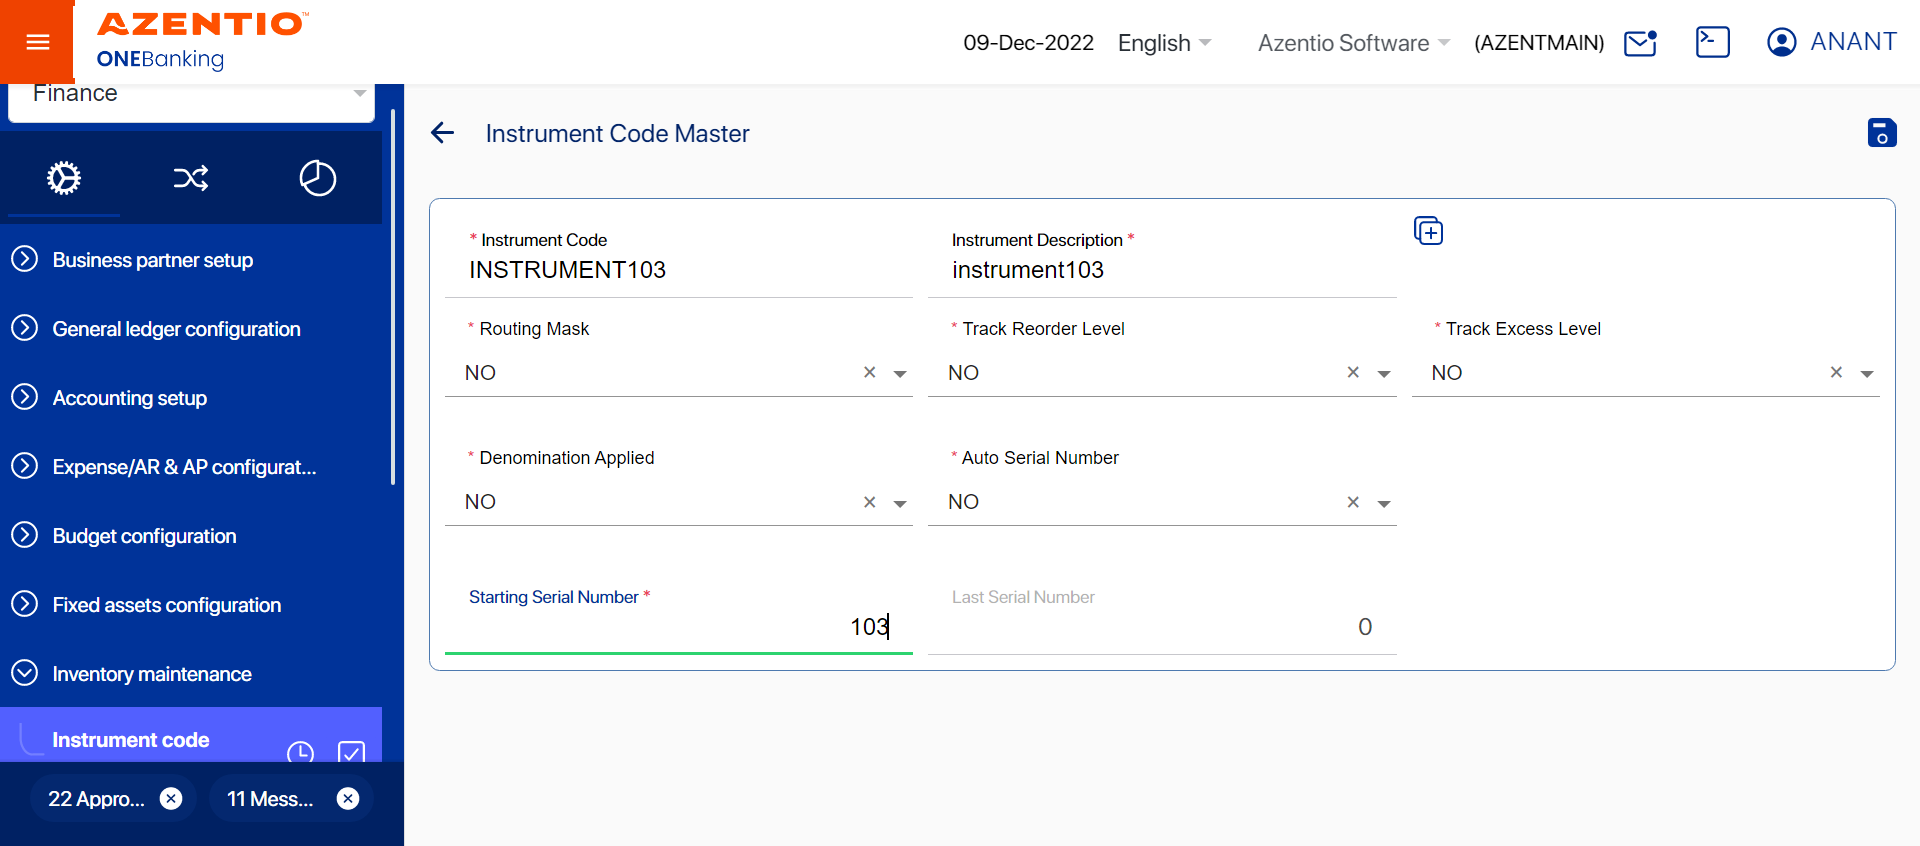 AZENTIO™
ONEBanking
09-Dec-2022 English Azentio Software (AZENTMAIN) ANANT
Finance
Business partner setup
General ledger configuration
Accounting setup
Expense/AR & AP configurat...
Budget configuration
Fixed assets configuration
Inventory maintenance
Instrument code
22 Appro... 11 Mess...
Instrument Code Master
* Instrument Code
INSTRUMENT103
Instrument Description *
instrument103
* Routing Mask
NO
* Track Reorder Level
NO
* Track Excess Level
NO
* Denomination Applied
NO
* Auto Serial Number
NO
Starting Serial Number *
103
Last Serial Number
0